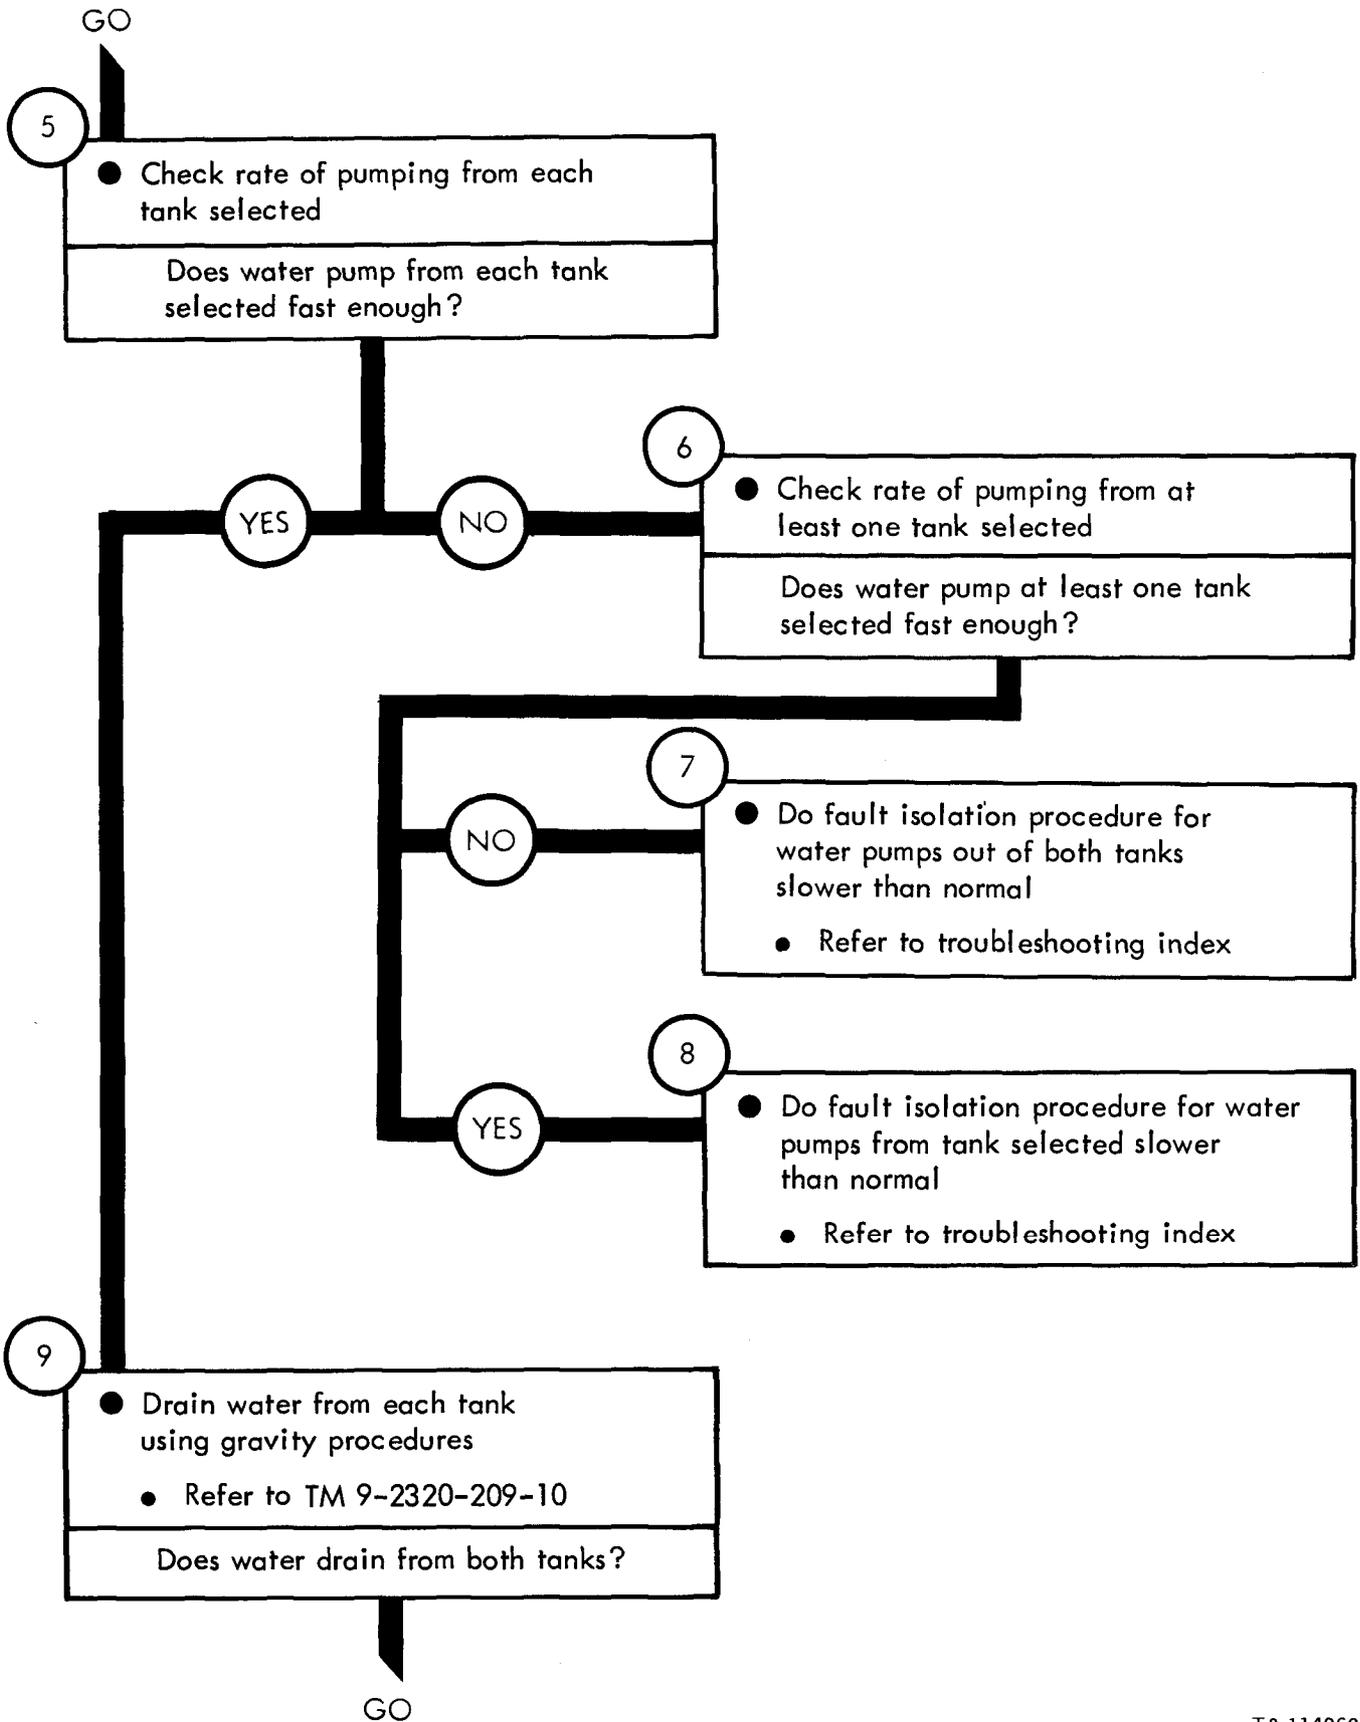 GO
5
● Check rate of pumping from each
tank selected
Does water pump from each tank
selected fast enough?
YES
NO
6
● Check rate of pumping from at
least one tank selected
Does water pump at least one tank
selected fast enough?
NO
7
● Do fault isolation procedure for
water pumps out of both tanks
slower than normal
● Refer to troubleshooting index
YES
8
● Do fault isolation procedure for water
pumps from tank selected slower
than normal
● Refer to troubleshooting index
9
● Drain water from each tank
using gravity procedures
● Refer to TM 9-2320-209-10
Does water drain from both tanks?
GO